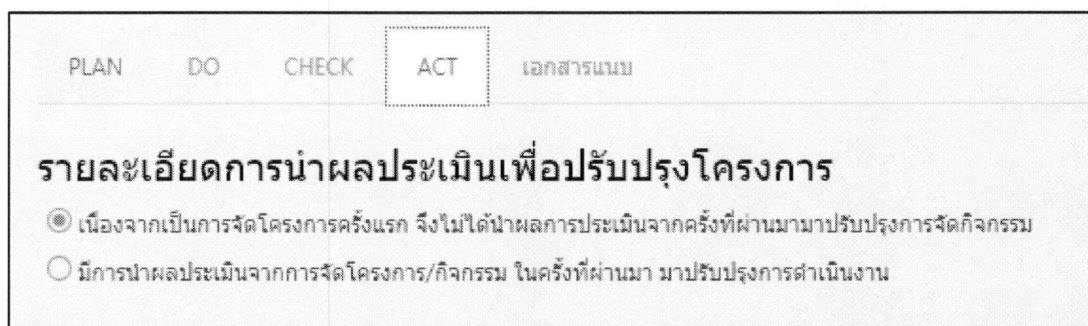 PLAN DO CHECK ACT เอกสารแนบ
รายละเอียดการนำผลประเมินเพื่อปรับปรุงโครงการ
เนื่องจากเป็นการจัดโครงการครั้งแรก จึงไม่ได้นำผลการประเมินจากครั้งที่ผ่านมามาปรับปรุงการจัดกิจกรรม
มีการนำผลประเมินจากการจัดโครงการ/กิจกรรม ในครั้งที่ผ่านมา มาปรับปรุงการดำเนินงาน